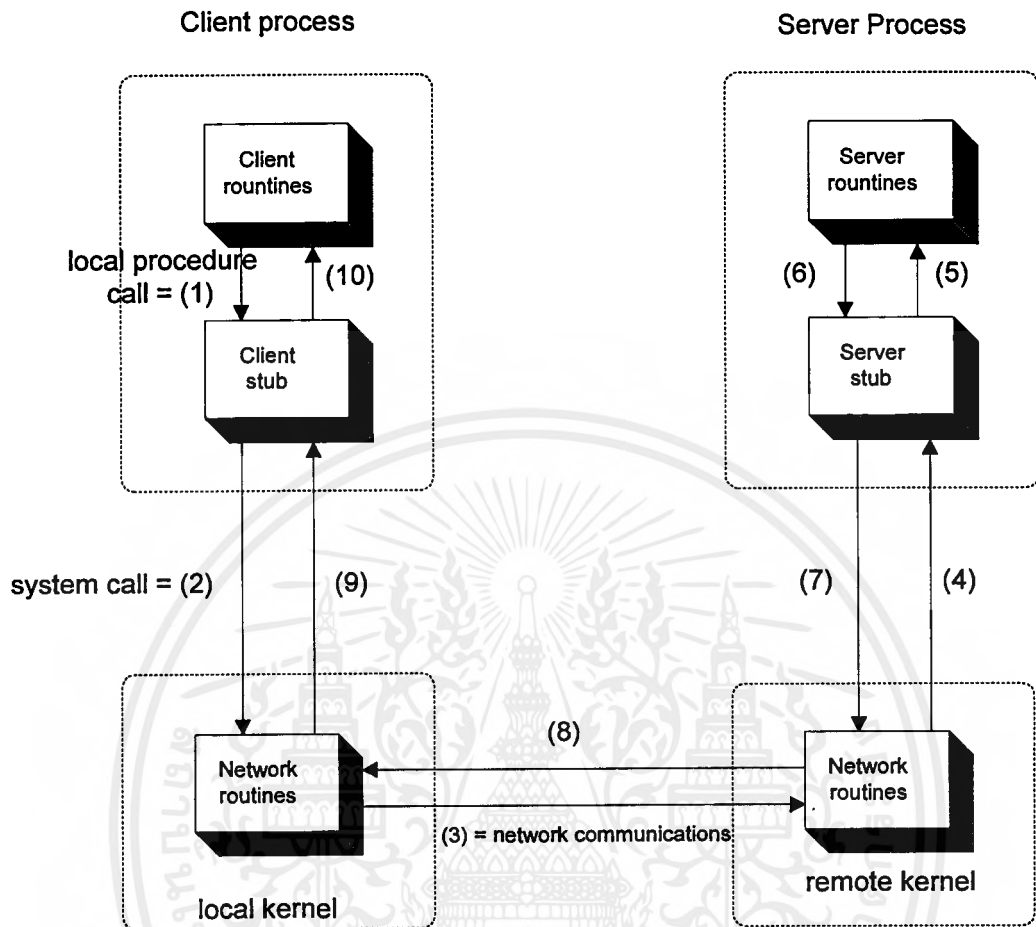 Client process
Server Process
Client
rountines
Server
rountines
local procedure
call = (1)
(10)
(6)
(5)
Client
stub
Server
stub
system call = (2)
(9)
(7)
(4)
(8)
Network
routines
Network
routines
(3) = network communications
local kernel
remote kernel